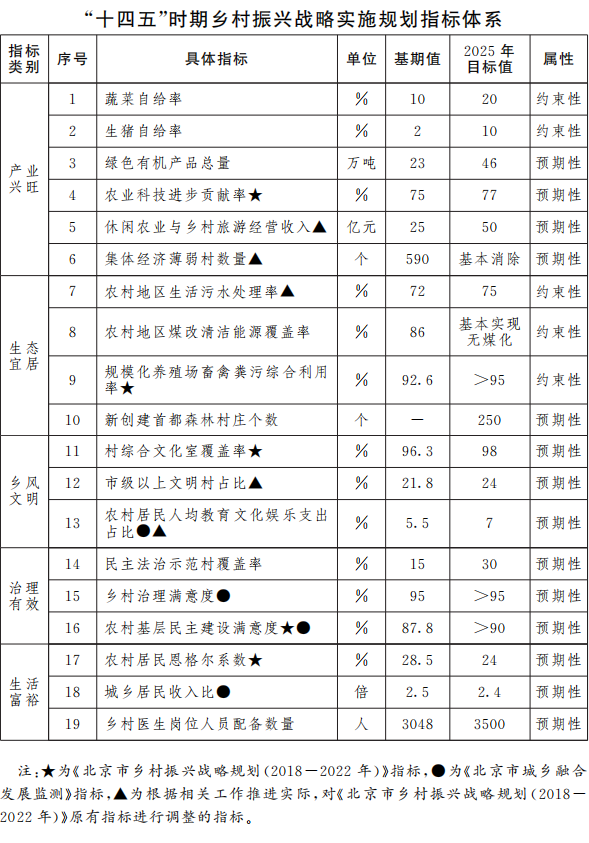 “十四五”时期乡村振兴战略实施规划指标体系
指标类别 序号 具体指标 单位 基期值 2025年目标值 属性
产业兴旺
1 蔬菜自给率 % 10 20 约束性
2 生猪自给率 % 2 10 约束性
3 绿色有机产品总量 万吨 23 46 预期性
4 农业科技进步贡献率★ % 75 77 预期性
5 休闲农业与乡村旅游经营收入▲ 亿元 25 50 预期性
6 集体经济薄弱村数量▲ 个 590 基本消除 预期性
生态宜居
7 农村地区生活污水处理率▲ % 72 75 约束性
8 农村地区煤改清洁能源覆盖率 % 86 基本实现无煤化 约束性
9 规模化养殖场畜禽粪污综合利用率★ % 92.6 >95 约束性
10 新创建首都森林村庄个数 个 — 250 预期性
乡风文明
11 村综合文化室覆盖率★ % 96.3 98 预期性
12 市级以上文明村占比▲ % 21.8 24 预期性
13 农村居民人均教育文化娱乐支出占比●▲ % 5.5 7 预期性
治理有效
14 民主法治示范村覆盖率 % 15 30 预期性
15 乡村治理满意度● % 95 >95 预期性
16 农村基层民主建设满意度★● % 87.8 >90 预期性
生活富裕
17 农村居民恩格尔系数★ % 28.5 24 预期性
18 城乡居民收入比● 倍 2.5 2.4 预期性
19 乡村医生岗位人员配备数量 人 3048 3500 预期性
注:★为《北京市乡村振兴战略规划(2018—2022年)》指标,●为《北京市城乡融合
发展监测》指标,▲为根据相关工作推进实际,对《北京市乡村振兴战略规划(2018—
2022年)》原有指标进行调整的指标。